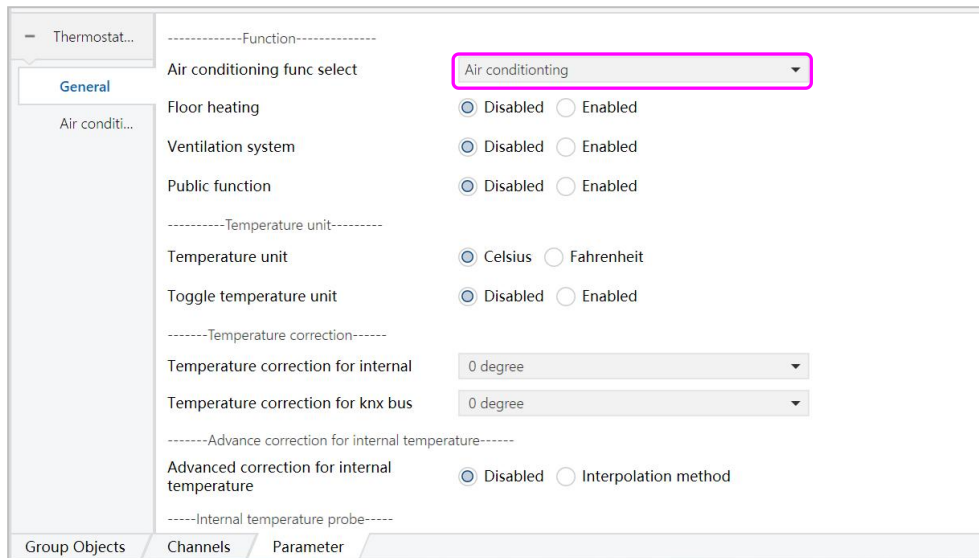 Thermostat...
General
Air conditi...
-------------Function--------------
Air conditioning func select Air conditionting
Floor heating Disabled Enabled
Ventilation system Disabled Enabled
Public function Disabled Enabled
----------Temperature unit---------
Temperature unit Celsius Fahrenheit
Toggle temperature unit Disabled Enabled
-------Temperature correction------
Temperature correction for internal 0 degree
Temperature correction for knx bus 0 degree
-------Advance correction for internal temperature------
Advanced correction for internal
temperature Disabled Interpolation method
-----Internal temperature probe-----
Group Objects Channels Parameter